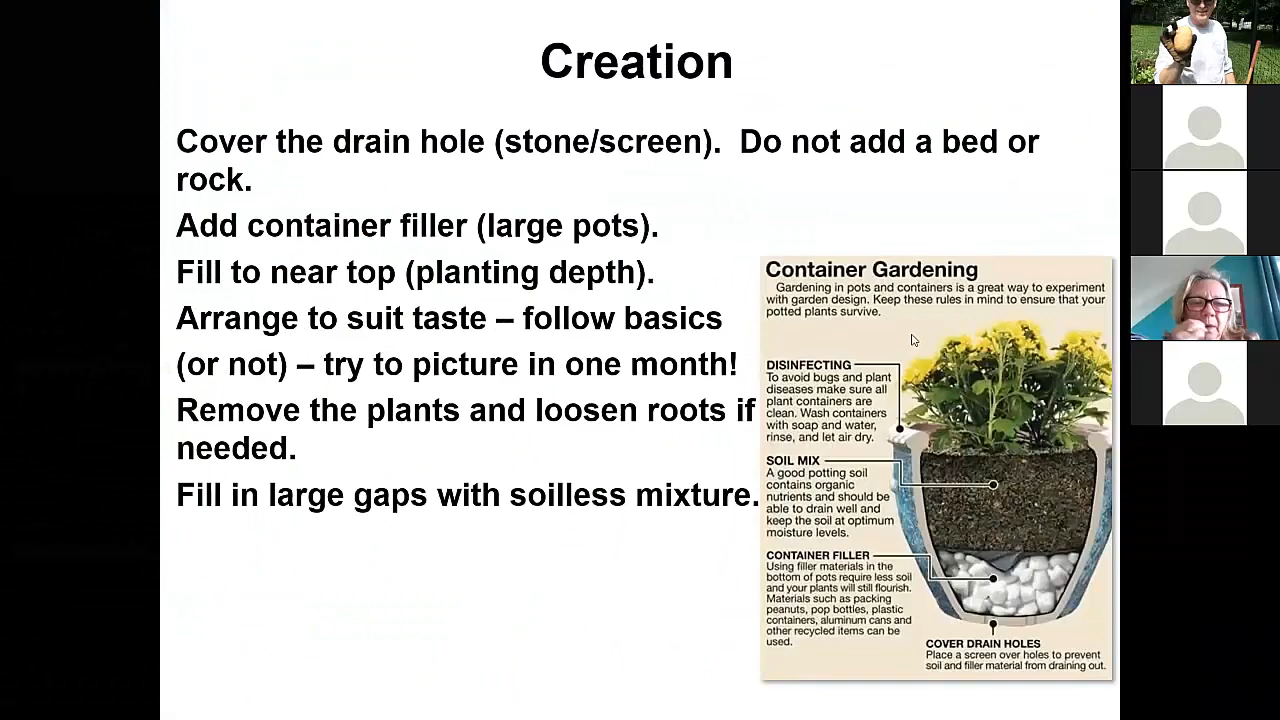 Creation
Cover the drain hole (stone/screen).  Do not add a bed or
rock.
Add container filler (large pots).
Fill to near top (planting depth).
Arrange to suit taste – follow basics
(or not) – try to picture in one month!
Remove the plants and loosen roots if
needed.
Fill in large gaps with soilless mixture.
Container Gardening
Gardening in pots and containers is a great way to experiment
with garden design. Keep these rules in mind to ensure that your
potted plants survive.
DISINFECTING
To avoid bugs and plant
diseases make sure all
plant containers are
clean. Wash containers
with soap and water,
rinse, and let air dry.
SOIL MIX
A good potting soil
contains organic
nutrients and should be
able to drain well and
keep the soil at optimum
moisture levels.
CONTAINER FILLER
Using filler materials in the
bottom of pots require less soil
and your plants will still flourish.
Materials such as packing
peanuts, pop bottles, plastic
containers, aluminum cans and
other recycled items can be
used.
COVER DRAIN HOLES
Place a screen over holes to prevent
soil and filler material from draining out.